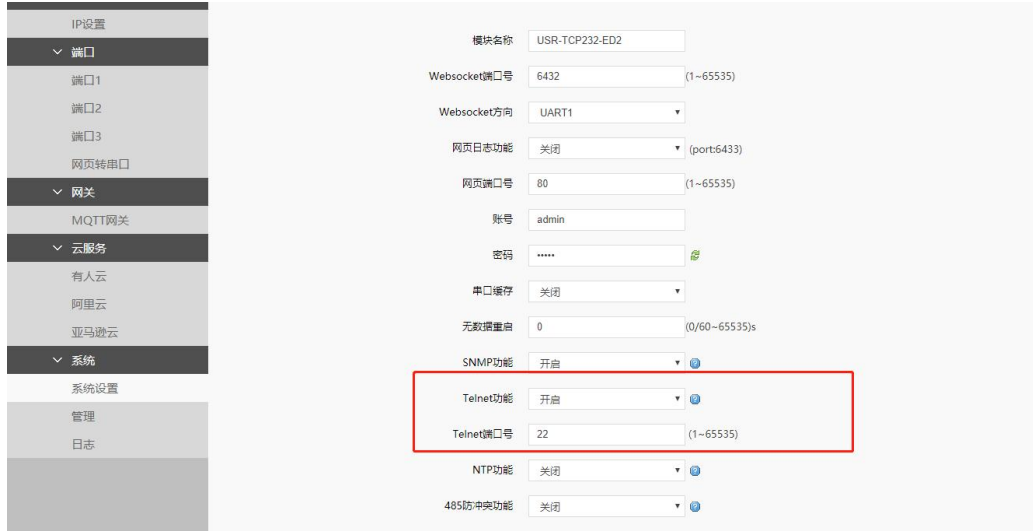 IP设置
端口
端口1
端口2
端口3
网页转串口
网关
MQTT网关
云服务
有人云
阿里云
亚马逊云
系统
系统设置
管理
日志
模块名称 USR-TCP232-ED2
Websocket端口号 6432 (1~65535)
Websocket方向 UART1
网页日志功能 关闭 (port:6433)
网页端口号 80 (1~65535)
账号 admin
密码 •••••
串口缓存 关闭
无数据重启 0 (0/60~65535)s
SNMP功能 开启
Telnet功能 开启
Telnet端口号 22 (1~65535)
NTP功能 关闭
485防冲突功能 关闭